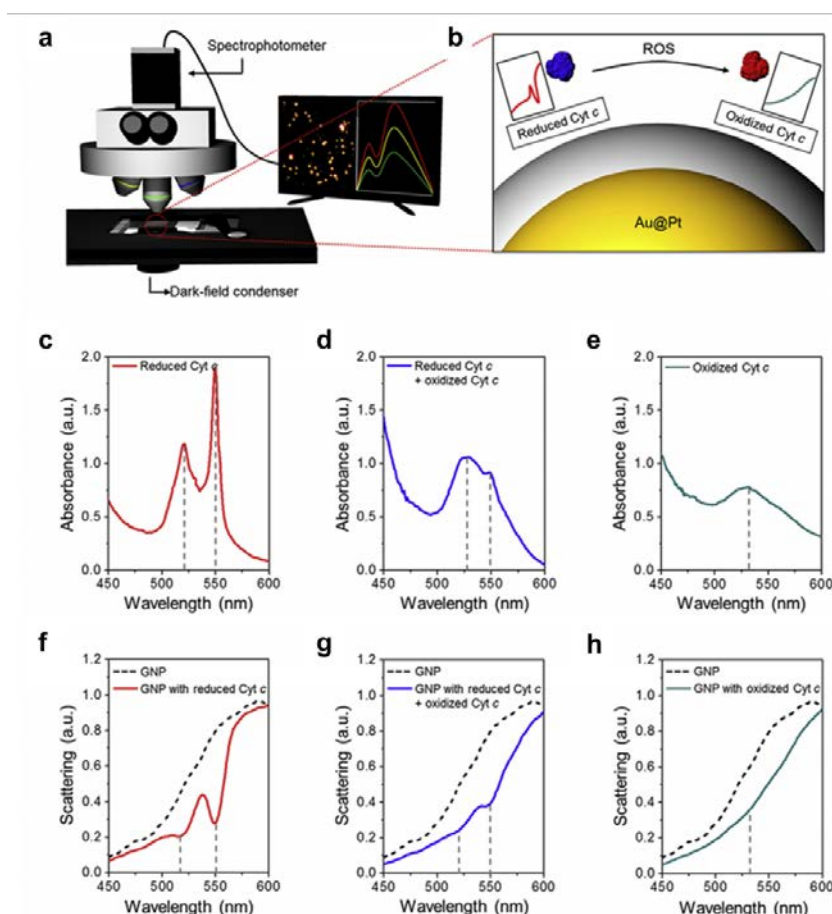 a
Spectrophotometer
Dark-field condenser
b
ROS
Reduced Cyt c
Oxidized Cyt c
Au@Pt
c
Reduced Cyt c
2.0
1.5
1.0
0.5
0.0
Absorbance (a.u.)
450 500 550 600
Wavelength (nm)
d
Reduced Cyt c
+ oxidized Cyt c
2.0
1.5
1.0
0.5
0.0
Absorbance (a.u.)
450 500 550 600
Wavelength (nm)
e
Oxidized Cyt c
2.0
1.5
1.0
0.5
0.0
Absorbance (a.u.)
450 500 550 600
Wavelength (nm)
f
GNP
GNP with reduced Cyt c
1.2
1.0
0.8
0.6
0.4
0.2
0.0
Scattering (a.u.)
450 500 550 600
Wavelength (nm)
g
GNP
GNP with reduced Cyt c
+ oxidized Cyt c
1.2
1.0
0.8
0.6
0.4
0.2
0.0
Scattering (a.u.)
450 500 550 600
Wavelength (nm)
h
GNP
GNP with oxidized Cyt c
1.2
1.0
0.8
0.6
0.4
0.2
0.0
Scattering (a.u.)
450 500 550 600
Wavelength (nm)